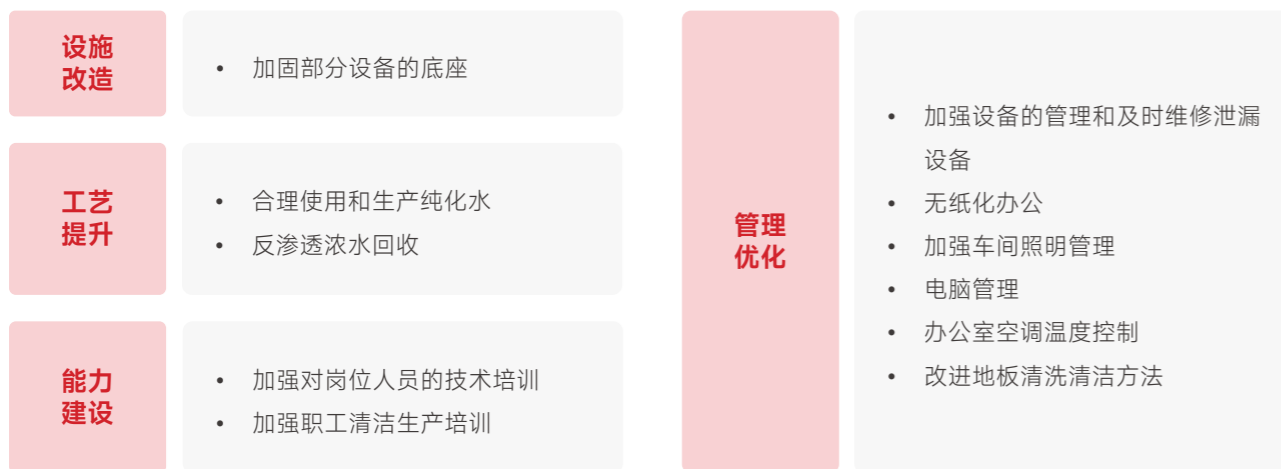 设施
改造
• 加固部分设备的底座
工艺
提升
• 合理使用和生产纯化水
• 反渗透浓水回收
能力
建设
• 加强对岗位人员的技术培训
• 加强职工清洁生产培训
管理
优化
• 加强设备的管理和及时维修泄漏
设备
• 无纸化办公
• 加强车间照明管理
• 电脑管理
• 办公室空调温度控制
• 改进地板清洗清洁方法